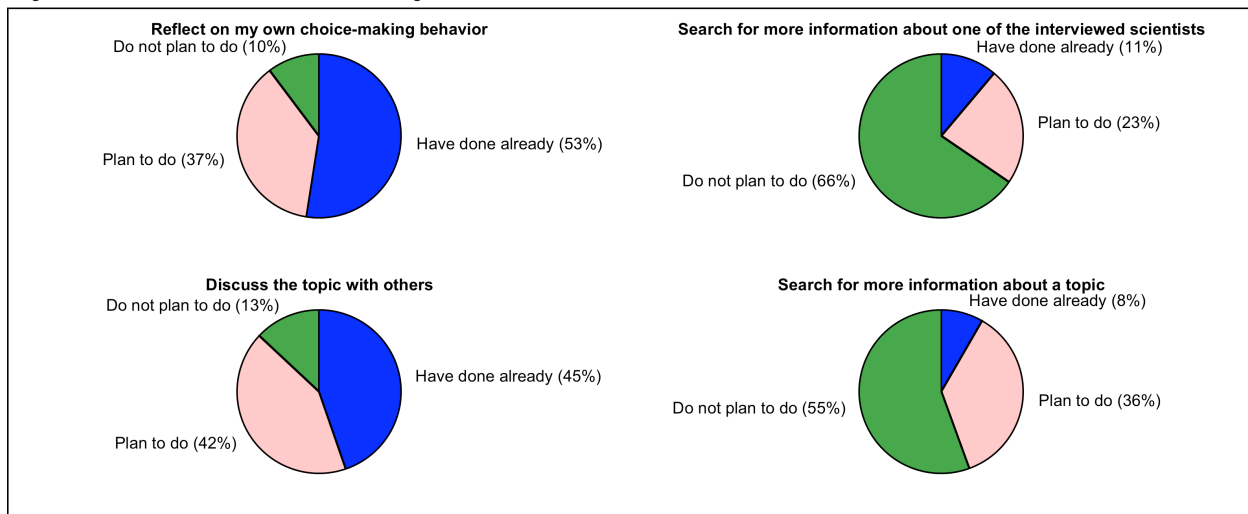 Reflect on my own choice-making behavior
Do not plan to do (10%)
Have done already (53%)
Plan to do (37%)
Search for more information about one of the interviewed scientists
Have done already (11%)
Plan to do (23%)
Do not plan to do (66%)
Discuss the topic with others
Do not plan to do (13%)
Have done already (45%)
Plan to do (42%)
Search for more information about a topic
Have done already (8%)
Plan to do (36%)
Do not plan to do (55%)